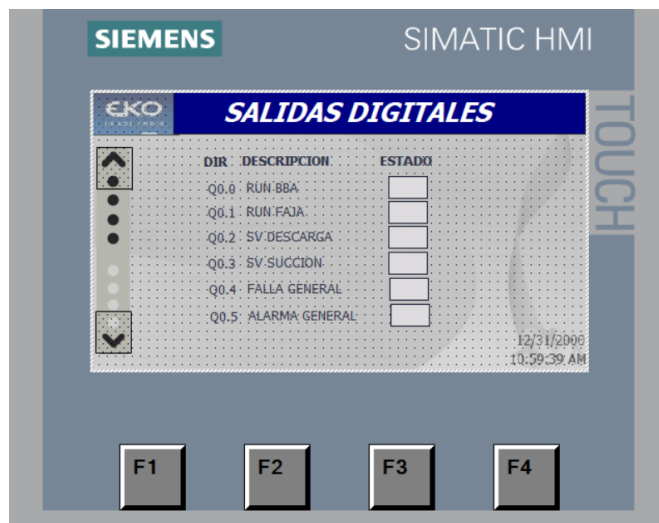 SIEMENS
SIMATIC HMI
TOUCH
EKO
SALIDAS DIGITALES
DIR DESCRIPCION ESTADO
Q0.0 RUN BBA
Q0.1 RUN FAJA
Q0.2 SV DESCARGA
Q0.3 SV SUCCION
Q0.4 FALLA GENERAL
Q0.5 ALARMA GENERAL
12/31/2000
10:59:39 AM
F1 F2 F3 F4